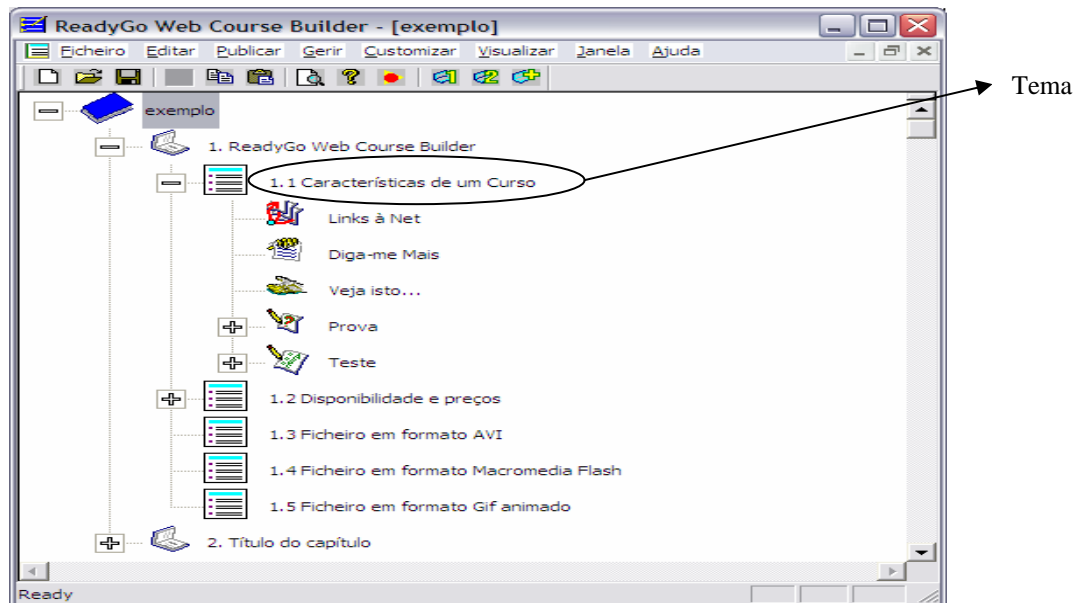 ReadyGo Web Course Builder - [exemplo]
Ficheiro Editar Publicar Gerir Customizar Visualizar Janela Ajuda
Tema
exemplo
1. ReadyGo Web Course Builder
1.1 Características de um Curso
Links à Net
Diga-me Mais
Veja isto...
Prova
Teste
1.2 Disponibilidade e preços
1.3 Ficheiro em formato AVI
1.4 Ficheiro em formato Macromedia Flash
1.5 Ficheiro em formato Gif animado
2. Título do capítulo
Ready